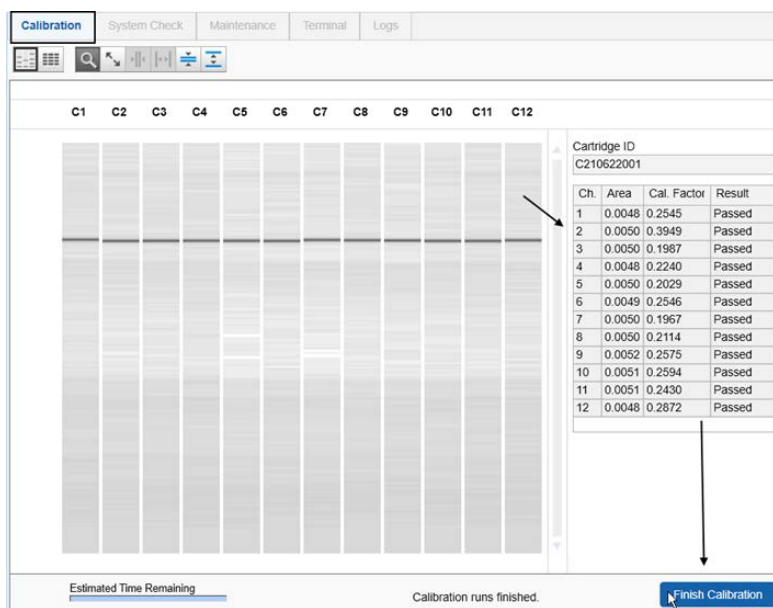 Calibration System Check Maintenance Terminal Logs
C1 C2 C3 C4 C5 C6 C7 C8 C9 C10 C11 C12
Cartridge ID
C210622001
Ch. Area Cal. Factor Result
1 0.0048 0.2545 Passed
2 0.0050 0.3949 Passed
3 0.0050 0.1987 Passed
4 0.0048 0.2240 Passed
5 0.0050 0.2029 Passed
6 0.0049 0.2546 Passed
7 0.0050 0.1967 Passed
8 0.0050 0.2114 Passed
9 0.0052 0.2575 Passed
10 0.0051 0.2594 Passed
11 0.0051 0.2430 Passed
12 0.0048 0.2872 Passed
Estimated Time Remaining
Calibration runs finished.
Finish Calibration